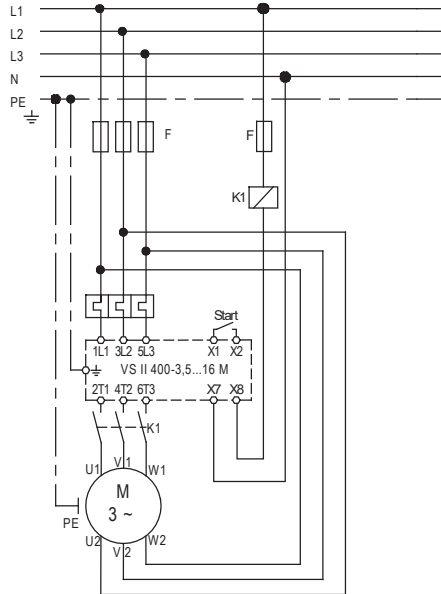 L1
L2
L3
N
PE
F
F
K1
Start
1L1 3L2 5L3 X1 X2
VS II 400-3,5...16 M
2T1 4T2 6T3 X7 X8
K1
U1 V1 W1
M
3 ~
PE
U2 V2 W2